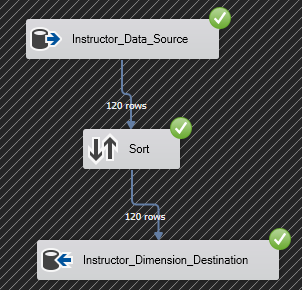 Instructor_Data_Source
120 rows
Sort
120 rows
Instructor_Dimension_Destination